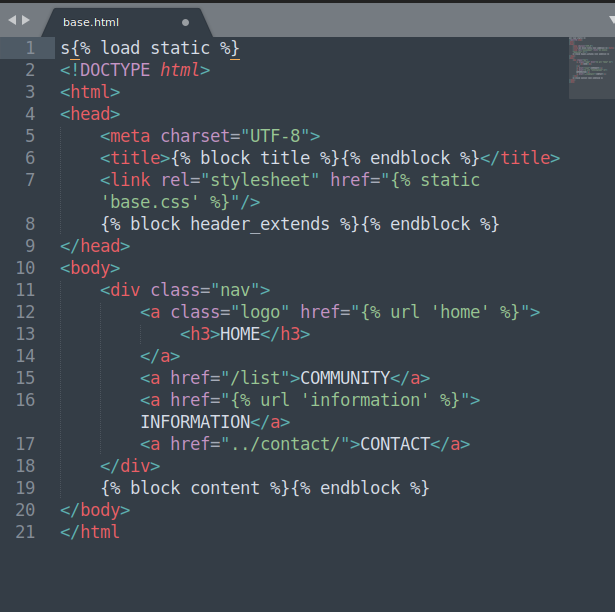 base.html
1 s{% load static %}
2 <!DOCTYPE html>
3 <html>
4 <head>
5     <meta charset="UTF-8">
6     <title>{% block title %}{% endblock %}</title>
7     <link rel="stylesheet" href="{% static
      'base.css' %}"/>
8     {% block header_extends %}{% endblock %}
9 </head>
10 <body>
11     <div class="nav">
12         <a class="logo" href="{% url 'home' %}">
13             <h3>HOME</h3>
14         </a>
15         <a href="/list">COMMUNITY</a>
16         <a href="{% url 'information' %}">
           INFORMATION</a>
17         <a href="../contact/">CONTACT</a>
18     </div>
19     {% block content %}{% endblock %}
20 </body>
21 </html